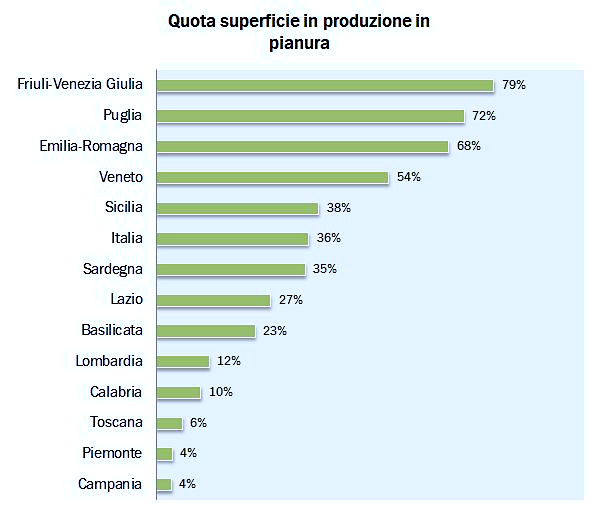 Quota superficie in produzione in
pianura
Friuli-Venezia Giulia 79%
Puglia 72%
Emilia-Romagna 68%
Veneto 54%
Sicilia 38%
Italia 36%
Sardegna 35%
Lazio 27%
Basilicata 23%
Lombardia 12%
Calabria 10%
Toscana 6%
Piemonte 4%
Campania 4%